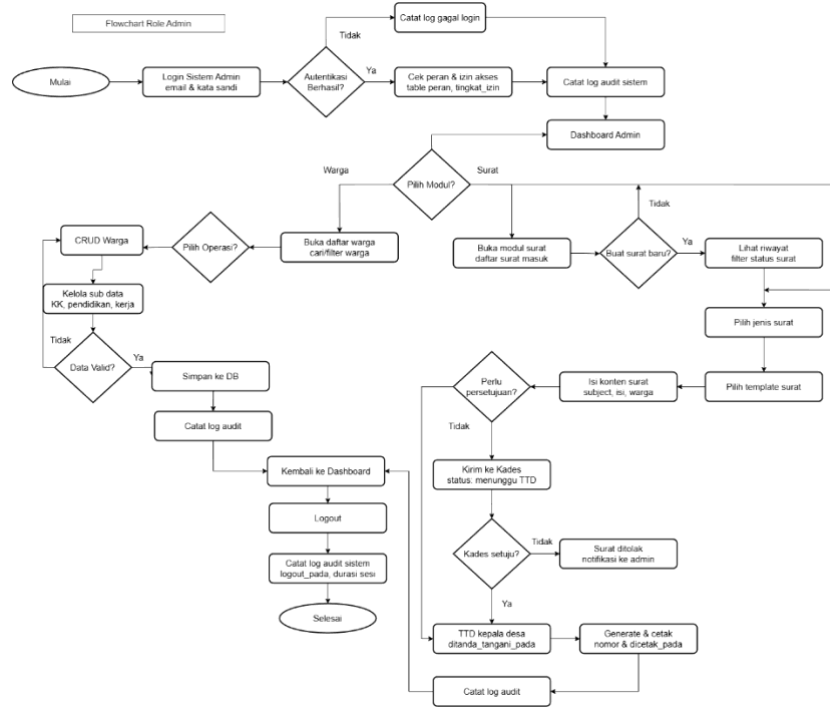 Flowchart Role Admin
Catat log gagal login
Tidak
Mulai
Login Sistem Admin
email & kata sandi
Autentikasi
Berhasil?
Ya
Cek peran & izin akses
table peran, tingkat_izin
Catat log audit sistem
Dashboard Admin
Warga
Pilih Modul?
Surat
Tidak
CRUD Warga
Pilih Operasi?
Buka daftar warga
cari/filter warga
Buka modul surat
daftar surat masuk
Buat surat baru?
Ya
Lihat riwayat
filter status surat
Kelola sub data
KK, pendidikan, kerja
Pilih jenis surat
Tidak
Data Valid?
Ya
Simpan ke DB
Perlu
persetujuan?
Isi konten surat
subject, isi, warga
Pilih template surat
Catat log audit
Tidak
Kembali ke Dashboard
Kirim ke Kades
status: menunggu TTD
Logout
Kades setuju?
Tidak
Surat ditolak
notifikasi ke admin
Catat log audit sistem
logout_pada, durasi sesi
Ya
Selesai
TTD kepala desa
ditanda_tangani_pada
Generate & cetak
nomor & dicetak_pada
Catat log audit